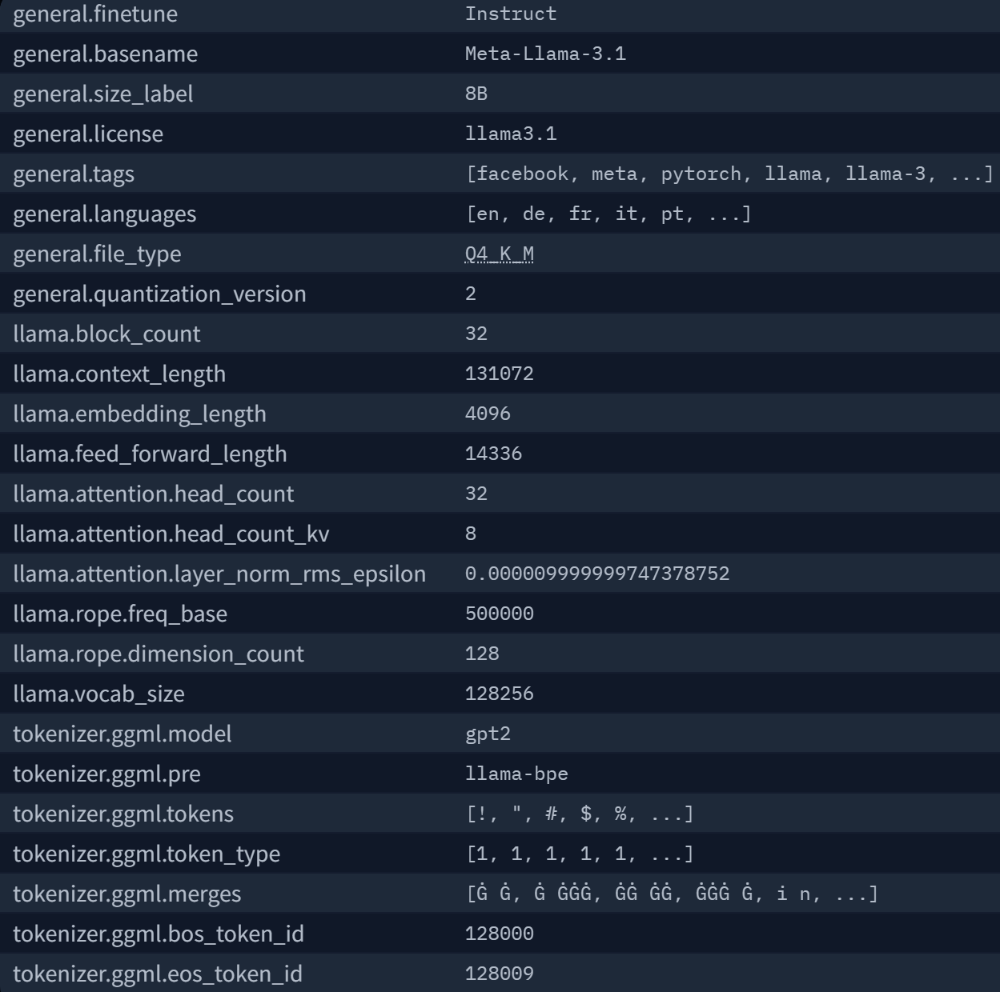 general.finetune Instruct
general.basename Meta-Llama-3.1
general.size_label 8B
general.license llama3.1
general.tags [facebook, meta, pytorch, llama, llama-3, ...]
general.languages [en, de, fr, it, pt, ...]
general.file_type Q4_K_M
general.quantization_version 2
llama.block_count 32
llama.context_length 131072
llama.embedding_length 4096
llama.feed_forward_length 14336
llama.attention.head_count 32
llama.attention.head_count_kv 8
llama.attention.layer_norm_rms_epsilon 0.000009999999747378752
llama.rope.freq_base 500000
llama.rope.dimension_count 128
llama.vocab_size 128256
tokenizer.ggml.model gpt2
tokenizer.ggml.pre llama-bpe
tokenizer.ggml.tokens [!, ", #, $, %, ...]
tokenizer.ggml.token_type [1, 1, 1, 1, 1, ...]
tokenizer.ggml.merges [Ġ Ġ, Ġ ĠĠĠ, ĠĠ ĠĠ, ĠĠĠ Ġ, i n, ...]
tokenizer.ggml.bos_token_id 128000
tokenizer.ggml.eos_token_id 128009